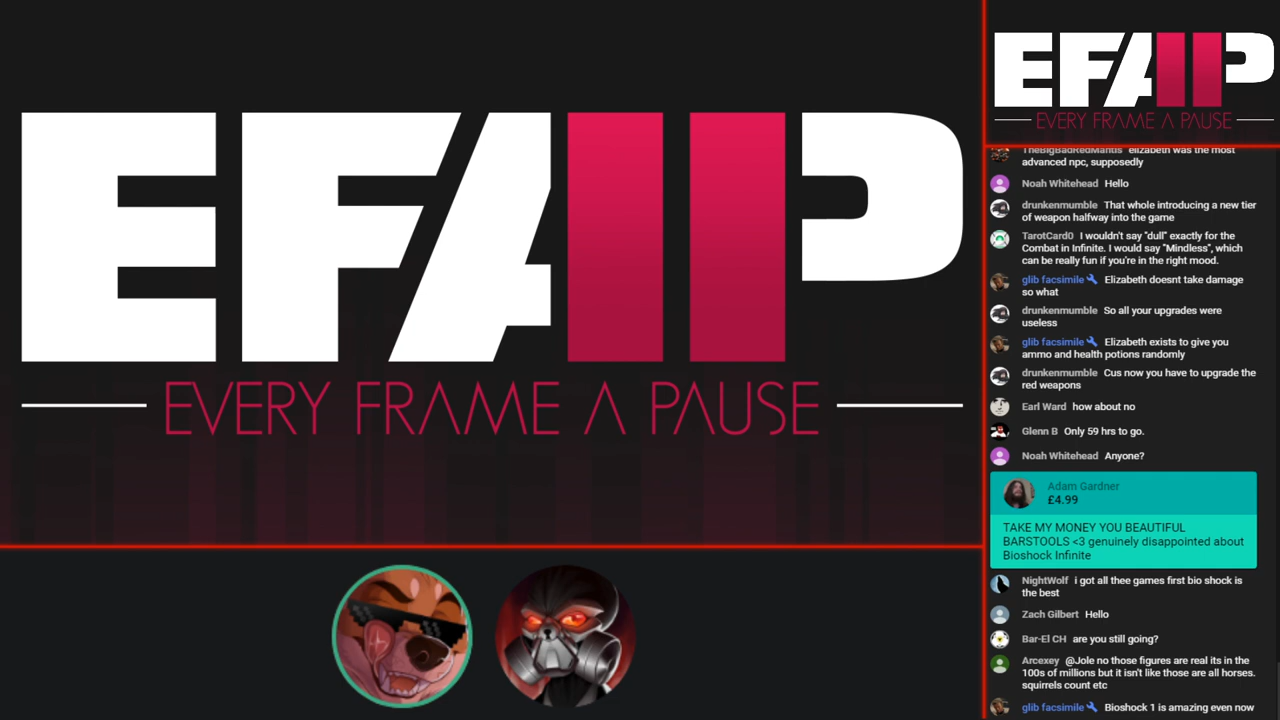 EFAP
EVERY FRAME A PAUSE
EFAP
EVERY FRAME A PAUSE
TheBigBadRedMantis elizabeth was the most
advanced npc, supposedly
Noah Whitehead Hello
drunkenmumble That whole introducing a new tier
of weapon halfway into the game
TarotCard0 I wouldn't say "dull" exactly for the
Combat in Infinite. I would say "Mindless", which
can be really fun if you're in the right mood.
glib facsimile Elizabeth doesnt take damage
so what
drunkenmumble So all your upgrades were
useless
glib facsimile Elizabeth exists to give you
ammo and health potions randomly
drunkenmumble Cus now you have to upgrade the
red weapons
Earl Ward how about no
Glenn B Only 59 hrs to go.
Noah Whitehead Anyone?
Adam Gardner
£4.99
TAKE MY MONEY YOU BEAUTIFUL
BARSTOOLS <3 genuinely disappointed about
Bioshock Infinite
NightWolf i got all thee games first bio shock is
the best
Zach Gilbert Hello
Bar-El CH are you still going?
Arcexey @Jole no those figures are real its in the
100s of millions but it isn't like those are all horses.
squirrels count etc
glib facsimile Bioshock 1 is amazing even now